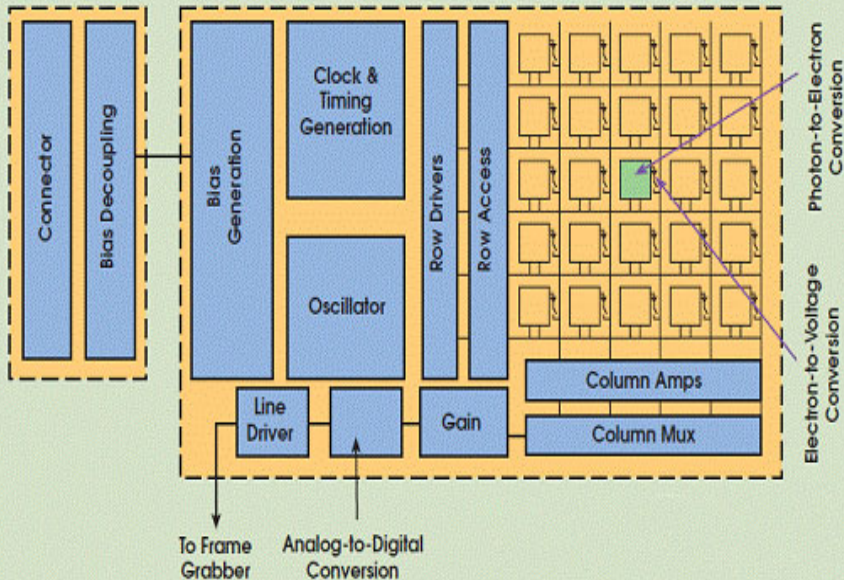 Connector
Bias Decoupling
Bias
Generation
Clock &
Timing
Generation
Oscillator
Row Drivers
Row Access
Photon-to-Electron
Conversion
Electron-to-Voltage
Conversion
Column Amps
Column Mux
Gain
Line
Driver
To Frame
Grabber
Analog-to-Digital
Conversion